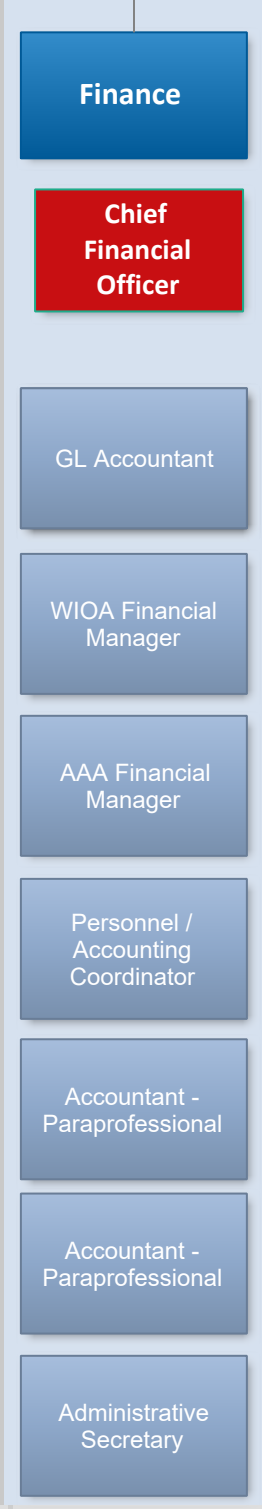 Finance
Chief
Financial
Officer
GL Accountant
WIOA Financial
Manager
AAA Financial
Manager
Personnel /
Accounting
Coordinator
Accountant -
Paraprofessional
Accountant -
Paraprofessional
Administrative
Secretary